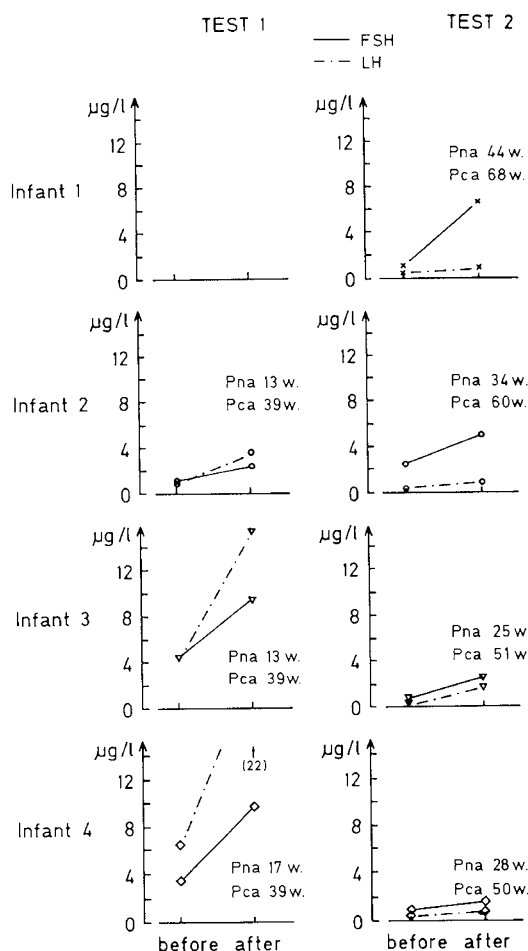 TEST 1
TEST 2
FSH
LH
Infant 1
µg/l
12
8
4
0
µg/l
12
8
4
0
Pna 44 w.
Pca 68 w.
Infant 2
µg/l
12
8
4
0
Pna 13 w.
Pca 39 w.
µg/l
12
8
4
0
Pna 34 w.
Pca 60 w.
Infant 3
µg/l
12
8
4
0
Pna 13 w.
Pca 39 w.
µg/l
12
8
4
0
Pna 25 w
Pca 51 w
Infant 4
µg/l
12
8
4
0
(22)
Pna 17 w.
Pca 39 w.
µg/l
12
8
4
0
Pna 28 w.
Pca 50 w.
before after
before after